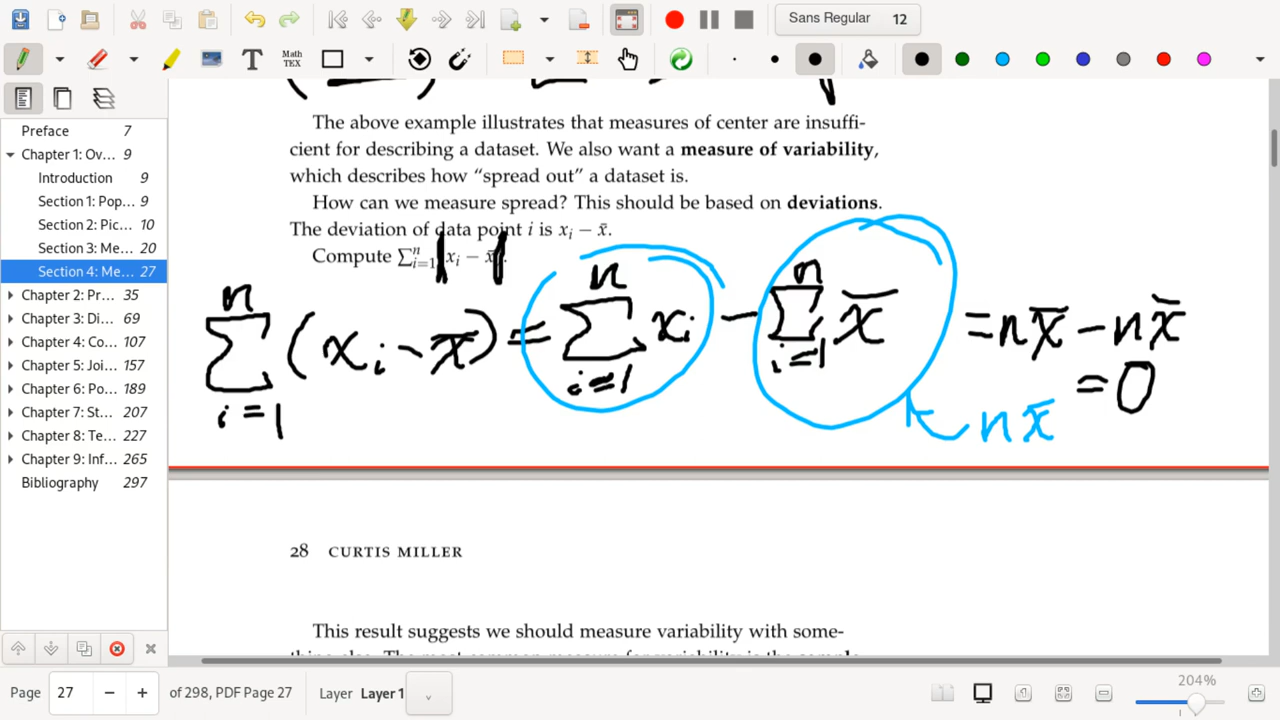 Sans Regular 12
Math
TEX
Preface 7
Chapter 1: Ov... 9
Introduction 9
Section 1: Pop... 9
Section 2: Pic... 10
Section 3: Me... 20
Section 4: Me... 27
Chapter 2: Pr... 35
Chapter 3: Di... 69
Chapter 4: Co... 107
Chapter 5: Joi... 157
Chapter 6: Po... 189
Chapter 7: St... 207
Chapter 8: Te... 227
Chapter 9: Inf... 265
Bibliography 297
The above example illustrates that measures of center are insuffi-
cient for describing a dataset. We also want a measure of variability,
which describes how “spread out” a dataset is.
How can we measure spread? This should be based on deviations.
The deviation of data point i is xᵢ − x̄.
Compute ∑ⁿᵢ₌₁ |xᵢ − x̄|.
∑ⁿᵢ₌₁ (xᵢ − x̄) = ∑ⁿᵢ₌₁ xᵢ − ∑ⁿᵢ₌₁ x̄ = nx̄ − nx̄
= 0
nx̄
28 CURTIS MILLER
This result suggests we should measure variability with some-
Page 27 of 298, PDF Page 27 Layer Layer 1
204%